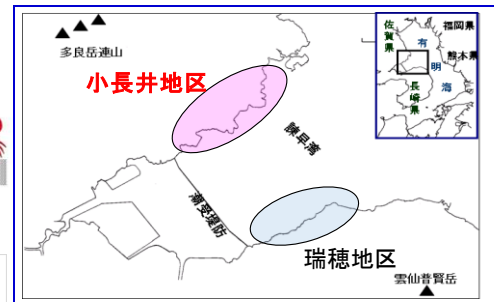 多良岳連山
小長井地区
諫早湾
潮受堤防
瑞穂地区
雲仙普賢岳
佐賀県
福岡県
有明海
熊本県
長崎県